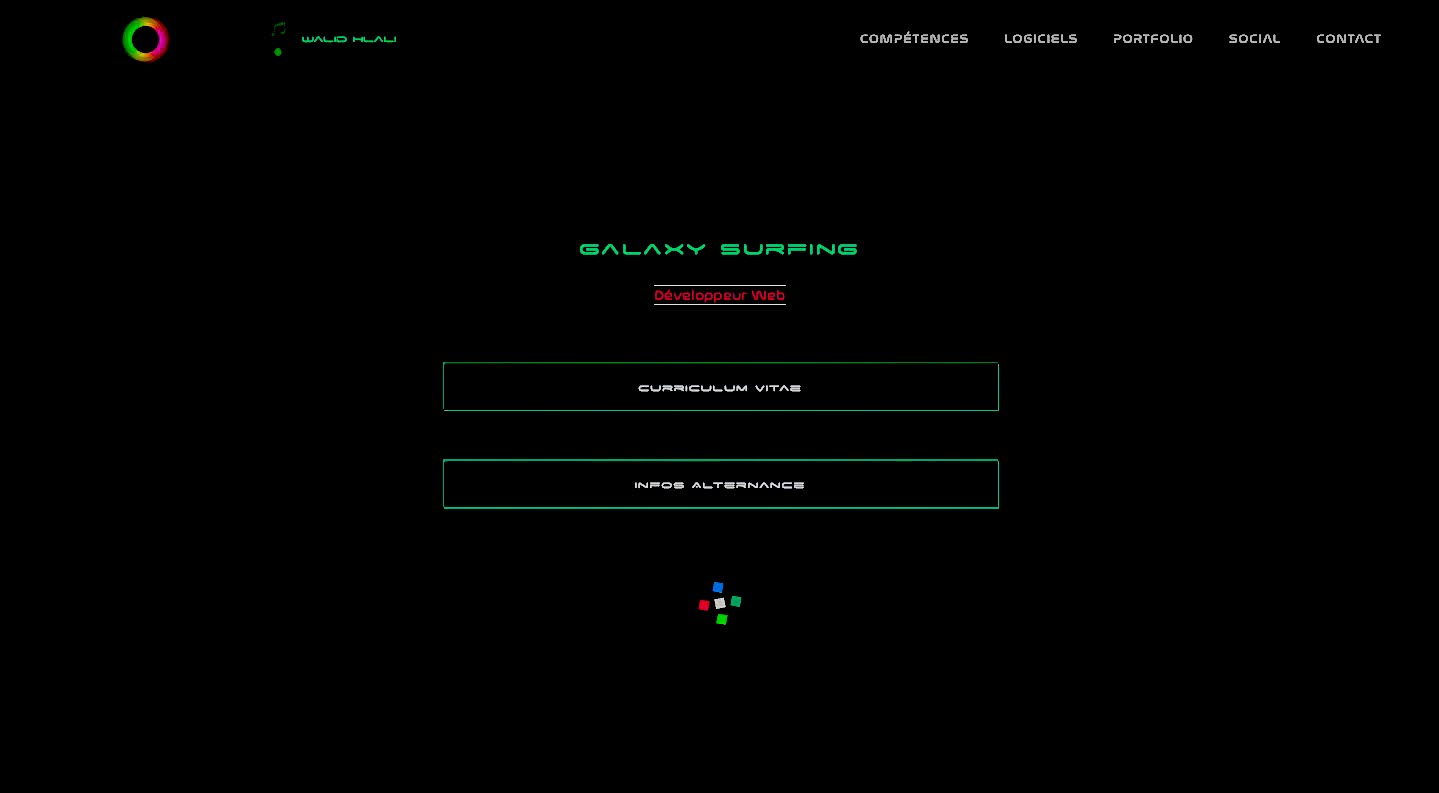 WALID HLALI
COMPÉTENCES LOGICIELS PORTFOLIO SOCIAL CONTACT
GALAXY SURFING
Développeur Web
CURRICULUM VITAE
INFOS ALTERNANCE